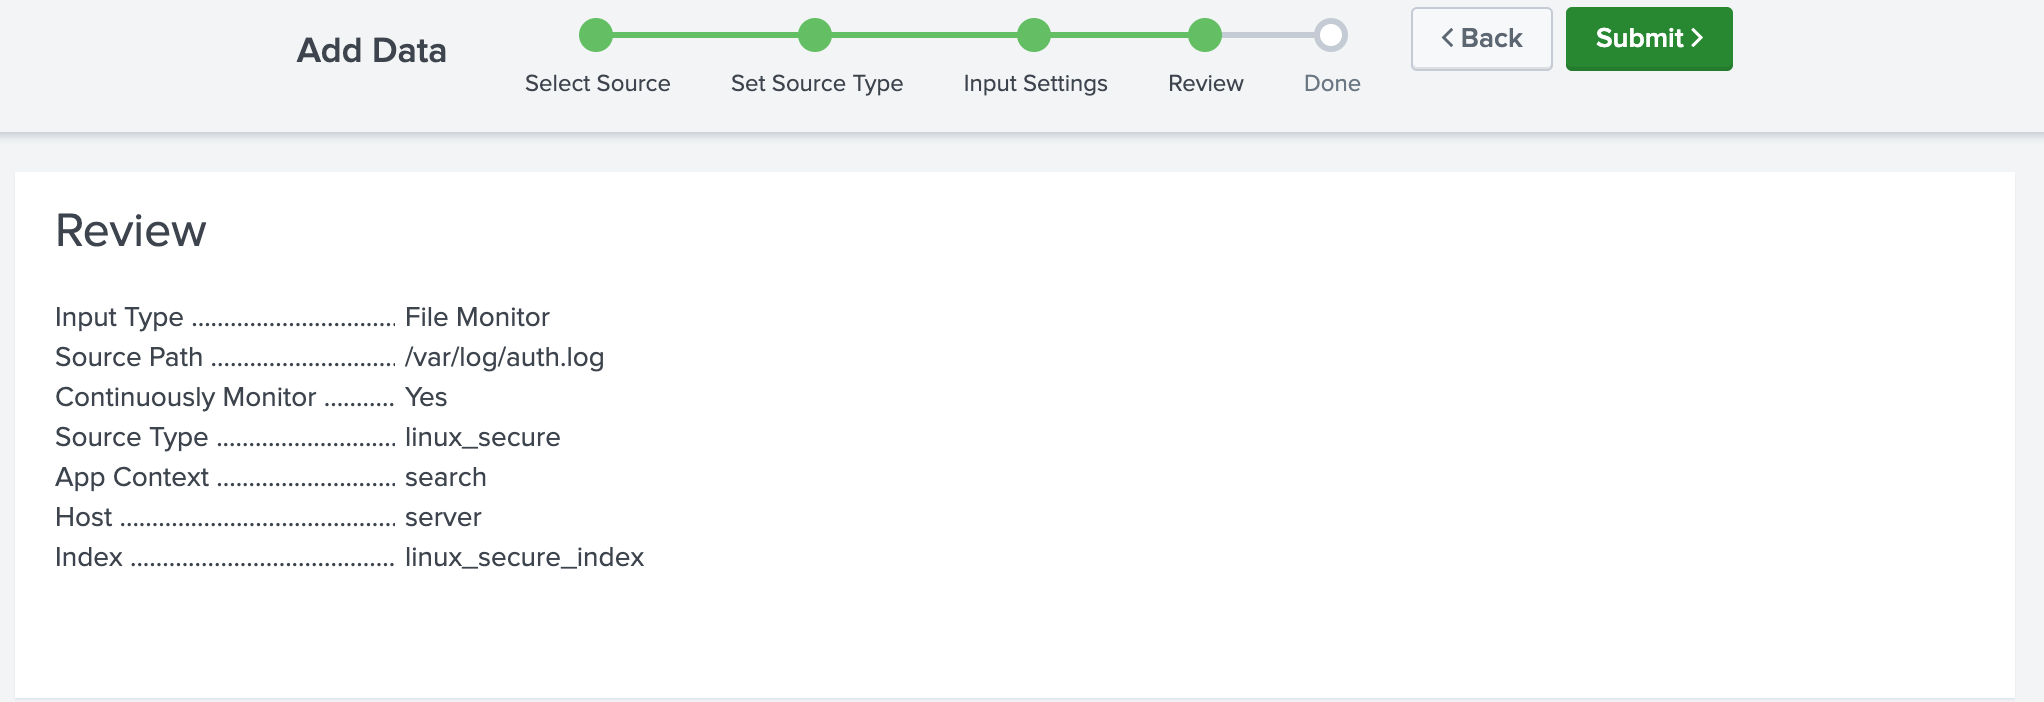 Add Data
Select Source
Set Source Type
Input Settings
Review
Done
Back
Submit
Review
Input Type ................................ File Monitor
Source Path ............................. /var/log/auth.log
Continuously Monitor ........... Yes
Source Type ............................ linux_secure
App Context ............................ search
Host ........................................... server
Index ......................................... linux_secure_index